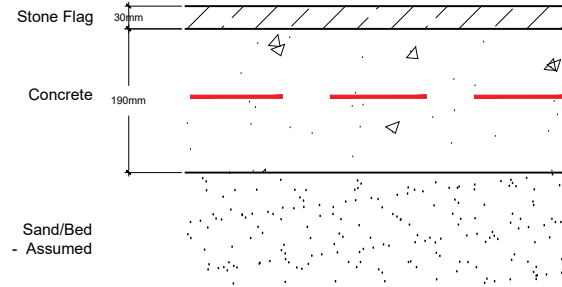 Stone Flag
30mm
Concrete
190mm
Sand/Bed
- Assumed